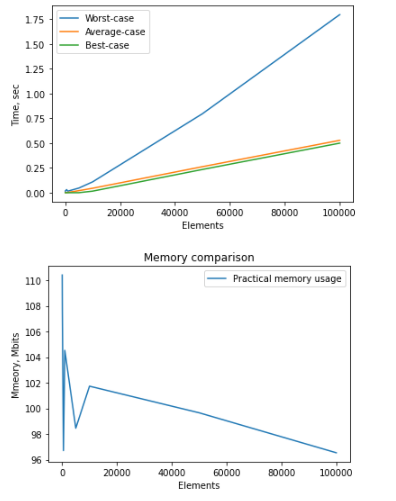 1.75
1.50
1.25
1.00
0.75
0.50
0.25
0.00
Time, sec
Worst-case
Average-case
Best-case
0 20000 40000 60000 80000 100000
Elements
Memory comparison
110
108
106
104
102
100
98
96
Mmeory, Mbits
Practical memory usage
0 20000 40000 60000 80000 100000
Elements